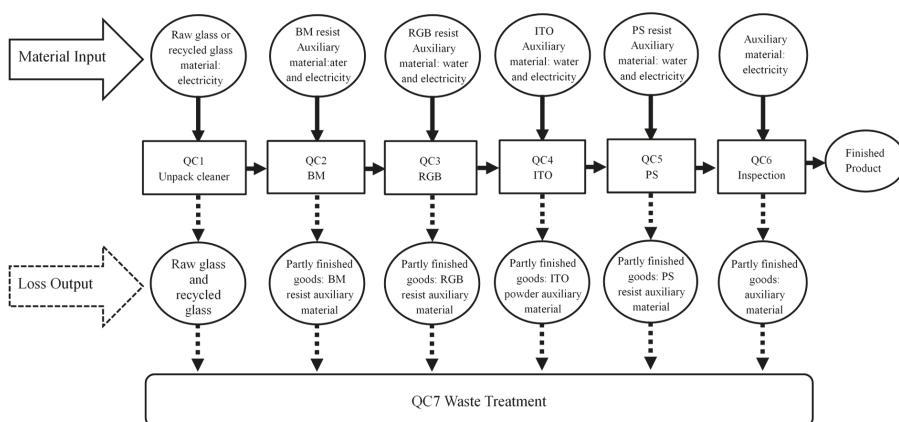 Material Input
Raw glass or
recycled glass
material:
electricity
BM resist
Auxiliary
material:ater
and electricity
RGB resist
Auxiliary
material: water
and electricity
ITO
Auxiliary
material: water
and electricity
PS resist
Auxiliary
material: water
and electricity
Auxiliary
material:
electricity
QC1
Unpack cleaner
QC2
BM
QC3
RGB
QC4
ITO
QC5
PS
QC6
Inspection
Finished
Product
Loss Output
Raw glass
and
recycled
glass
Partly finished
goods: BM
resist auxiliary
material
Partly finished
goods: RGB
resist auxiliary
material
Partly finished
goods: ITO
powder auxiliary
material
Partly finished
goods: PS
resist auxiliary
material
Partly finished
goods:
auxiliary
material
QC7 Waste Treatment